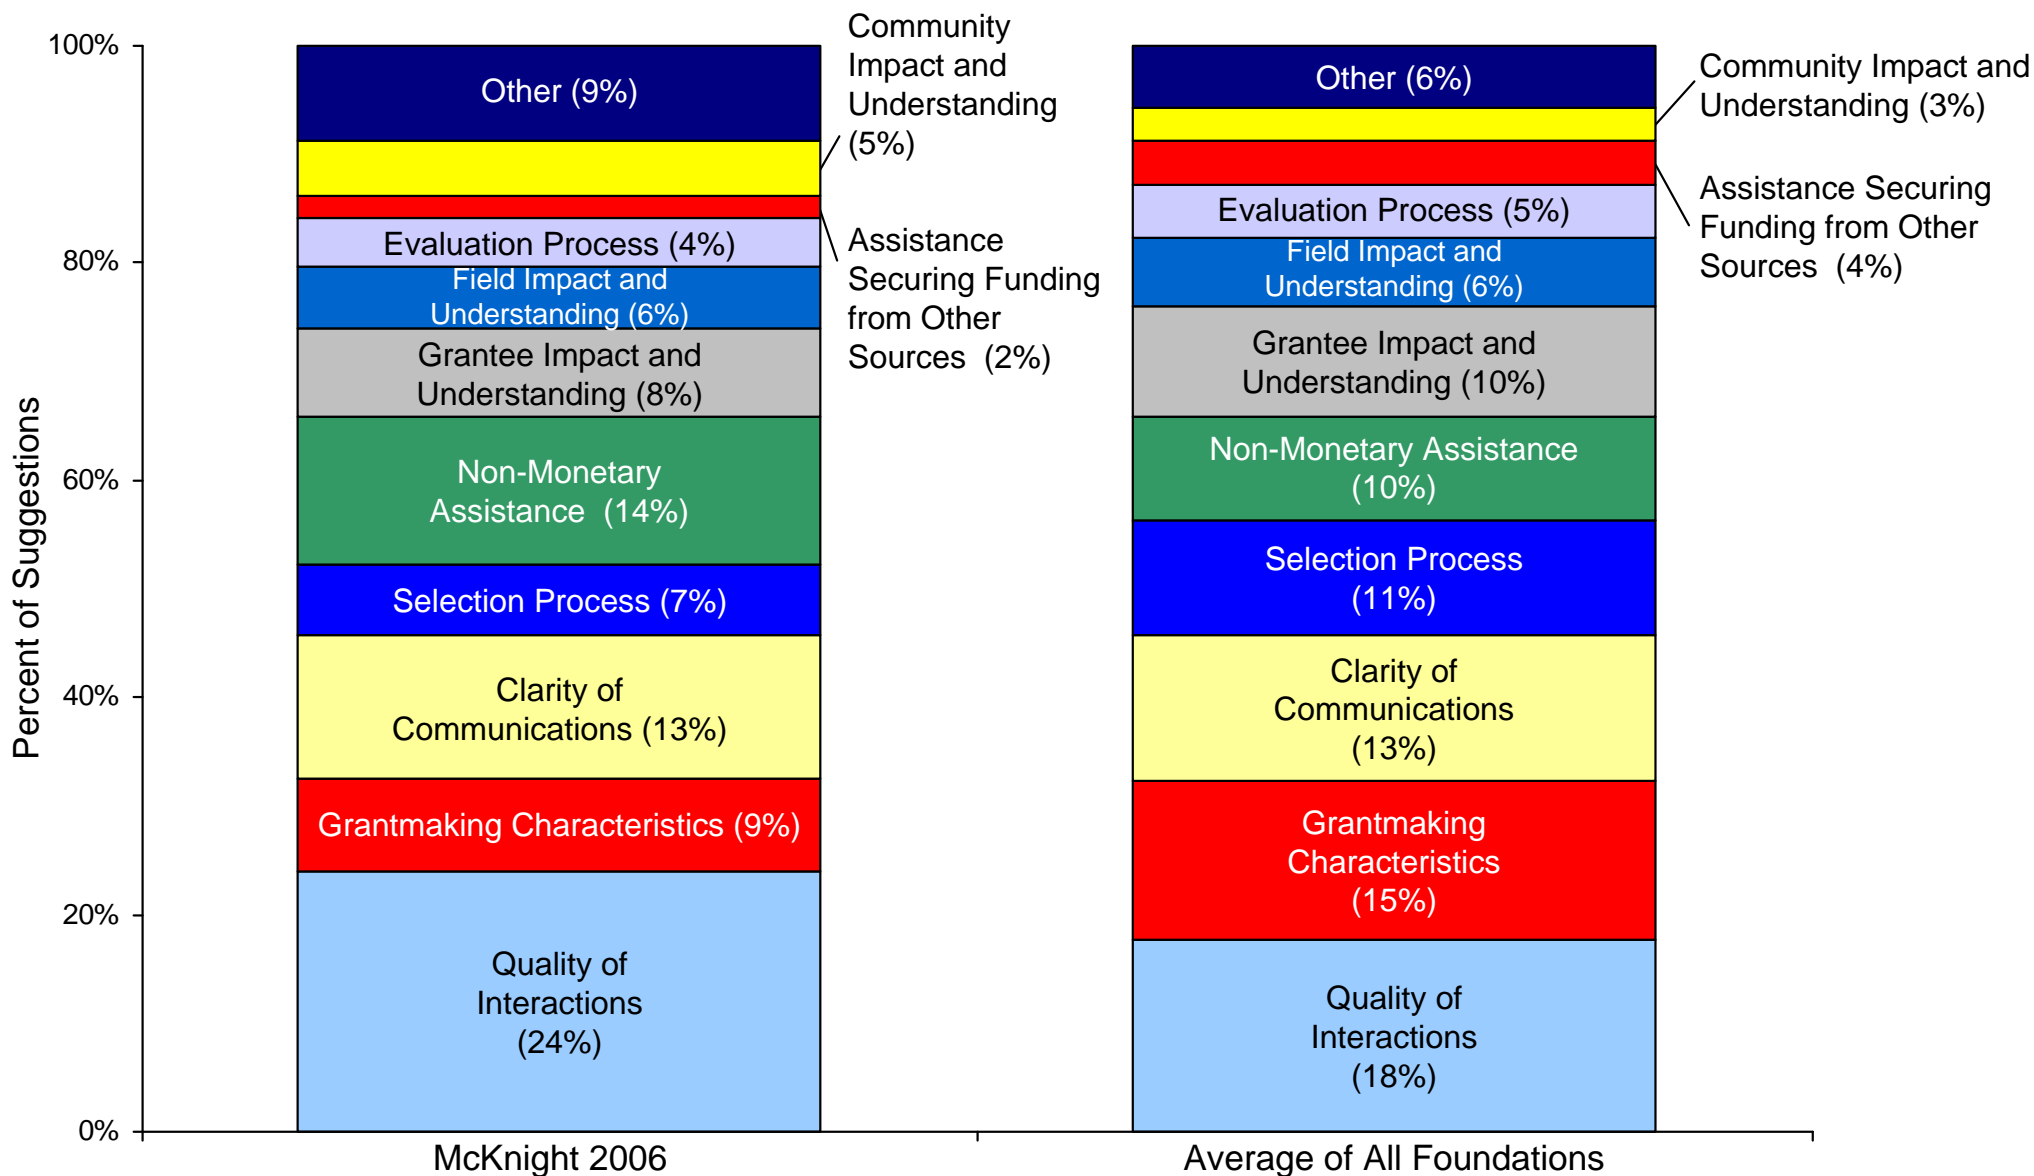 Percent of Suggestions
100%
80%
60%
40%
20%
0%
Other (9%)
Community
Impact and
Understanding
(5%)
Assistance
Securing Funding
from Other
Sources (2%)
Evaluation Process (4%)
Field Impact and
Understanding (6%)
Grantee Impact and
Understanding (8%)
Non-Monetary
Assistance (14%)
Selection Process (7%)
Clarity of
Communications (13%)
Grantmaking Characteristics (9%)
Quality of
Interactions
(24%)
McKnight 2006
Other (6%)
Community Impact and
Understanding (3%)
Assistance Securing
Funding from Other
Sources (4%)
Evaluation Process (5%)
Field Impact and
Understanding (6%)
Grantee Impact and
Understanding (10%)
Non-Monetary Assistance
(10%)
Selection Process
(11%)
Clarity of
Communications
(13%)
Grantmaking
Characteristics
(15%)
Quality of
Interactions
(18%)
Average of All Foundations